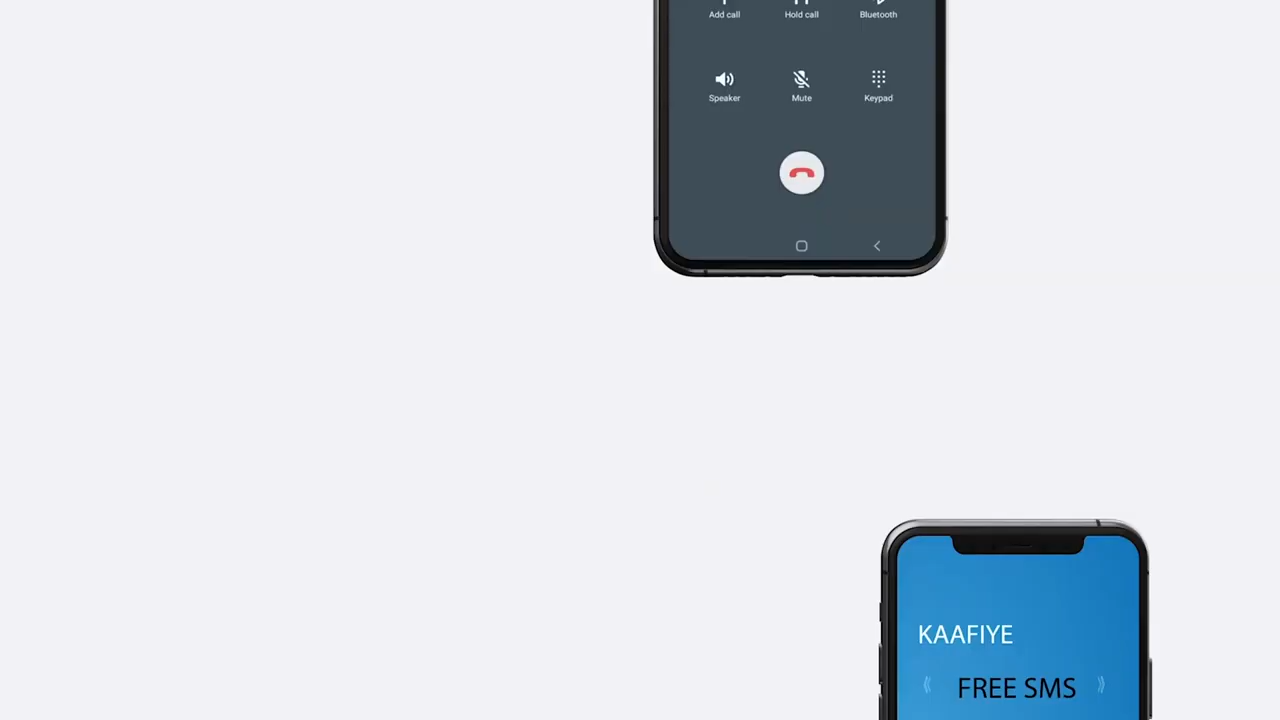 Add call Hold call Bluetooth
Speaker Mute Keypad
KAAFIYE
FREE SMS